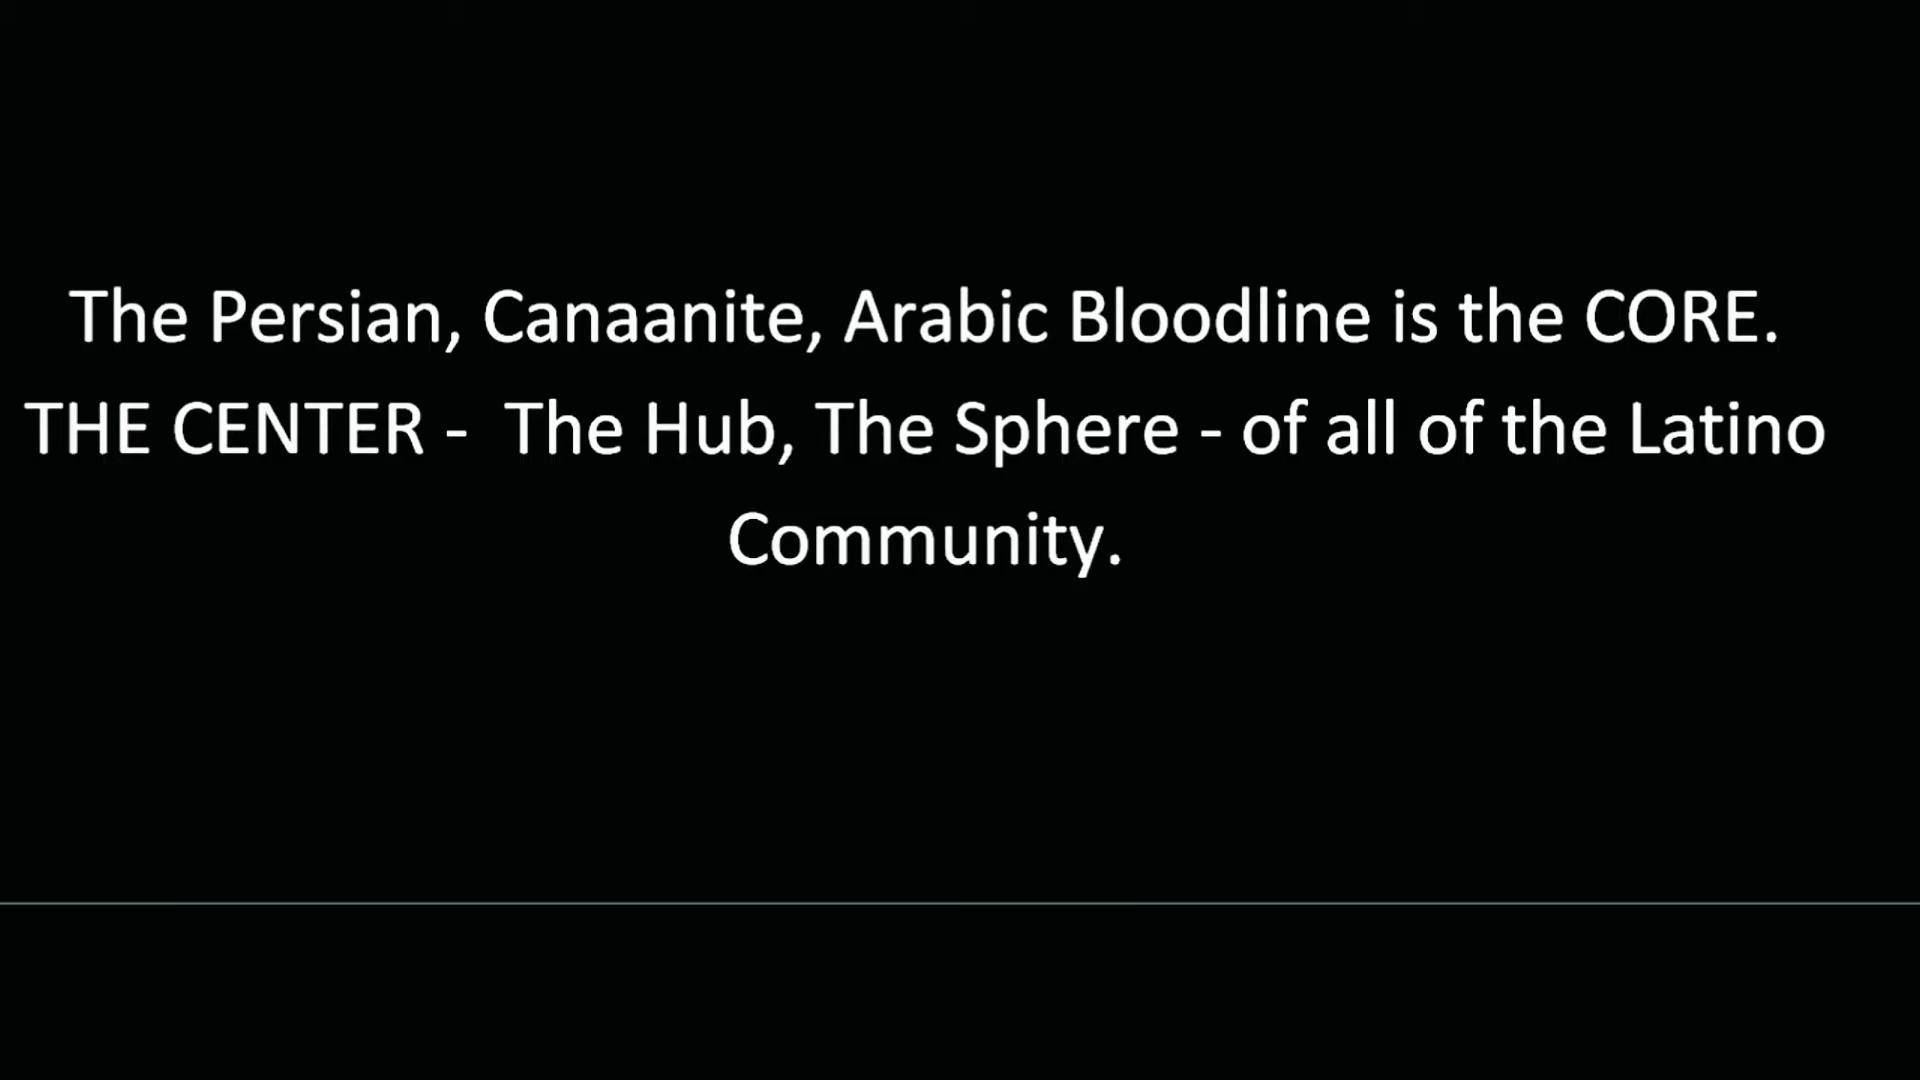 The Persian, Canaanite, Arabic Bloodline is the CORE.
THE CENTER -  The Hub, The Sphere - of all of the Latino
Community.